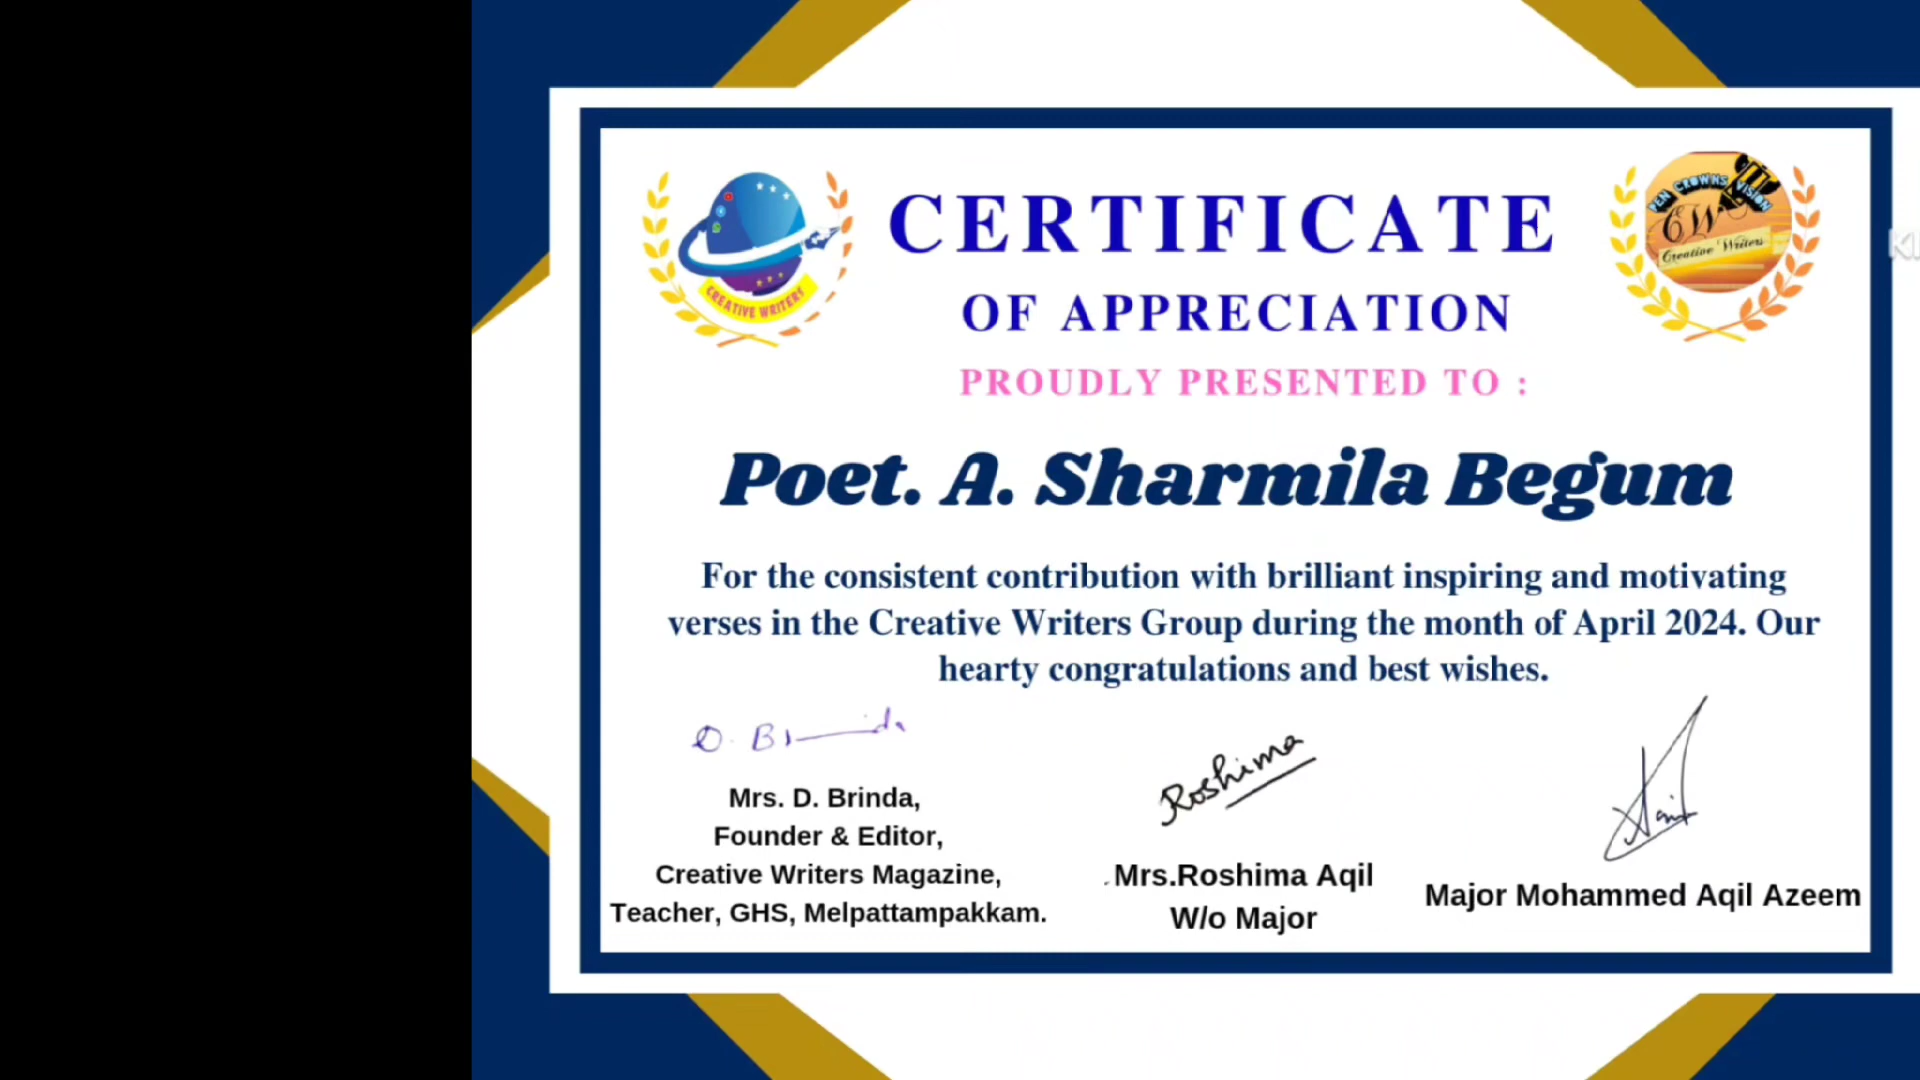 CERTIFICATE
OF APPRECIATION
PROUDLY PRESENTED TO :
CREATIVE WRITERS
PEN CROWNS VISION
CW
Creative Writers
Poet. A. Sharmila Begum
For the consistent contribution with brilliant inspiring and motivating
verses in the Creative Writers Group during the month of April 2024. Our
hearty congratulations and best wishes.
D. Brinda
Roshima
Aqil
Mrs. D. Brinda,
Founder & Editor,
Creative Writers Magazine,
Teacher, GHS, Melpattampakkam.
.Mrs.Roshima Aqil
W/o Major
Major Mohammed Aqil Azeem